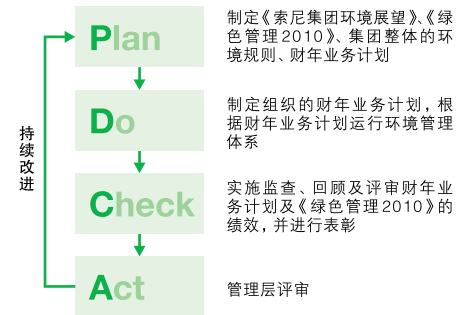 Plan
制定《索尼集团环境展望》、《绿
色管理2010》、集团整体的环
境规则、财年业务计划
Do
制定组织的财年业务计划，根
据财年业务计划运行环境管理
体系
持续改进
Check
实施监查、回顾及评审财年业
务计划及《绿色管理2010》的
绩效，并进行表彰
Act
管理层评审